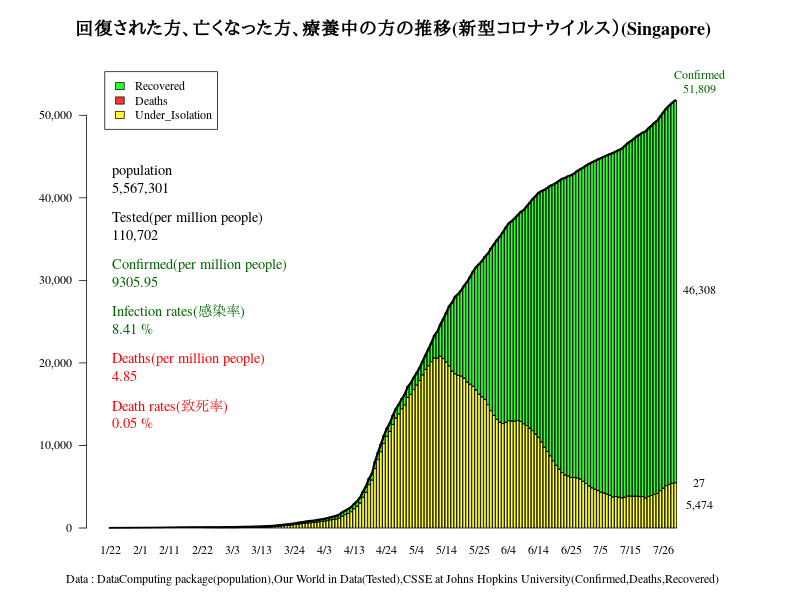 回復された方、亡くなった方、療養中の方の推移(新型コロナウイルス）(Singapore)
Confirmed
51,809
Recovered
Deaths
Under_Isolation
50,000
40,000
30,000
20,000
10,000
0
population
5,567,301
Tested(per million people)
110,702
Confirmed(per million people)
9305.95
Infection rates(感染率)
8.41 %
Deaths(per million people)
4.85
Death rates(致死率)
0.05 %
46,308
27
5,474
1/22 2/1 2/11 2/22 3/3 3/13 3/24 4/3 4/13 4/24 5/4 5/14 5/25 6/4 6/14 6/25 7/5 7/15 7/26
Data : DataComputing package(population),Our World in Data(Tested),CSSE at Johns Hopkins University(Confirmed,Deaths,Recovered)